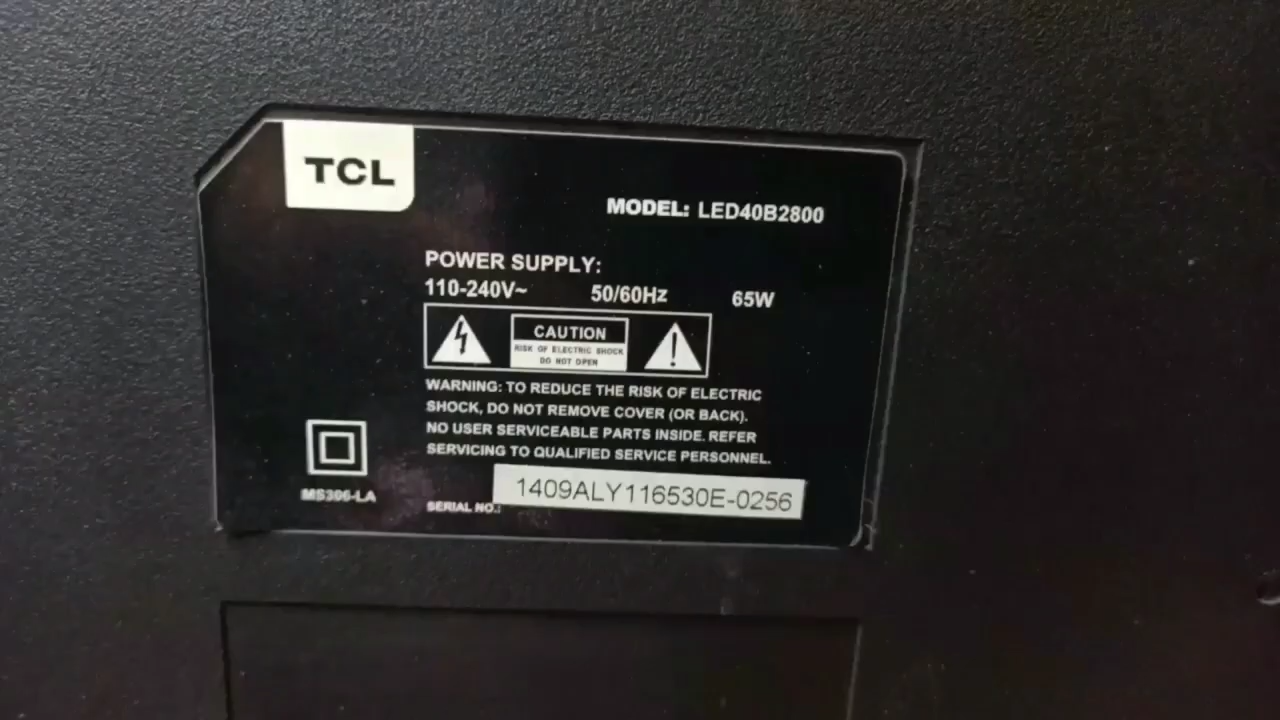 TCL
MODEL: LED40B2800
POWER SUPPLY:
110-240V~ 50/60Hz 65W
CAUTION
RISK OF ELECTRIC SHOCK
DO NOT OPEN
WARNING: TO REDUCE THE RISK OF ELECTRIC
SHOCK, DO NOT REMOVE COVER (OR BACK).
NO USER SERVICEABLE PARTS INSIDE. REFER
SERVICING TO QUALIFIED SERVICE PERSONNEL.
MS306-LA
SERIAL NO.: 1409ALY116530E-0256